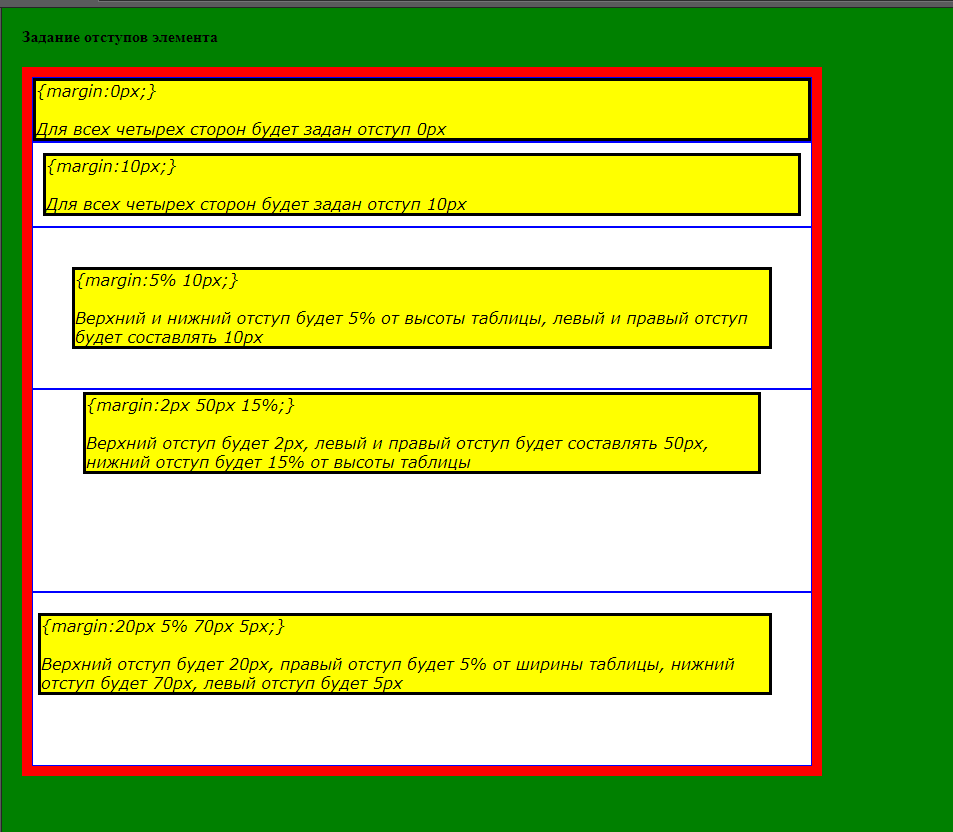 Задание отступов элемента
{margin:0px;}
Для всех четырех сторон будет задан отступ 0px
{margin:10px;}
Для всех четырех сторон будет задан отступ 10px
{margin:5% 10px;}
Верхний и нижний отступ будет 5% от высоты таблицы, левый и правый отступ
будет составлять 10px
{margin:2px 50px 15%;}
Верхний отступ будет 2px, левый и правый отступ будет составлять 50px,
нижний отступ будет 15% от высоты таблицы
{margin:20px 5% 70px 5px;}
Верхний отступ будет 20px, правый отступ будет 5% от ширины таблицы, нижний
отступ будет 70px, левый отступ будет 5px